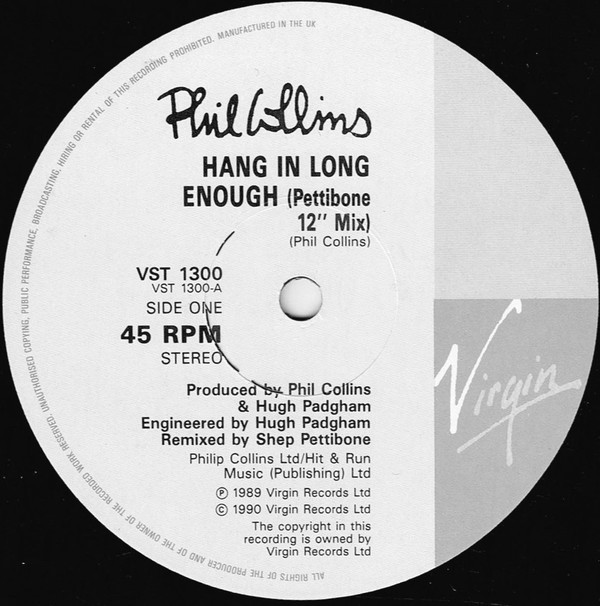 Phil Collins
HANG IN LONG
ENOUGH (Pettibone
12" Mix)
(Phil Collins)
VST 1300
VST 1300-A
SIDE ONE
45 RPM
STEREO
Produced by Phil Collins
& Hugh Padgham
Engineered by Hugh Padgham
Remixed by Shep Pettibone
Philip Collins Ltd/Hit & Run
Music (Publishing) Ltd
Ⓟ 1989 Virgin Records Ltd
© 1990 Virgin Records Ltd
The copyright in this
recording is owned by
Virgin Records Ltd
Virgin
ALL RIGHTS OF THE PRODUCER AND OF THE OWNER OF THE RECORDED WORK RESERVED. UNAUTHORISED COPYING, PUBLIC PERFORMANCE, BROADCASTING, HIRING OR RENTAL OF THIS RECORDING PROHIBITED. MANUFACTURED IN THE UK